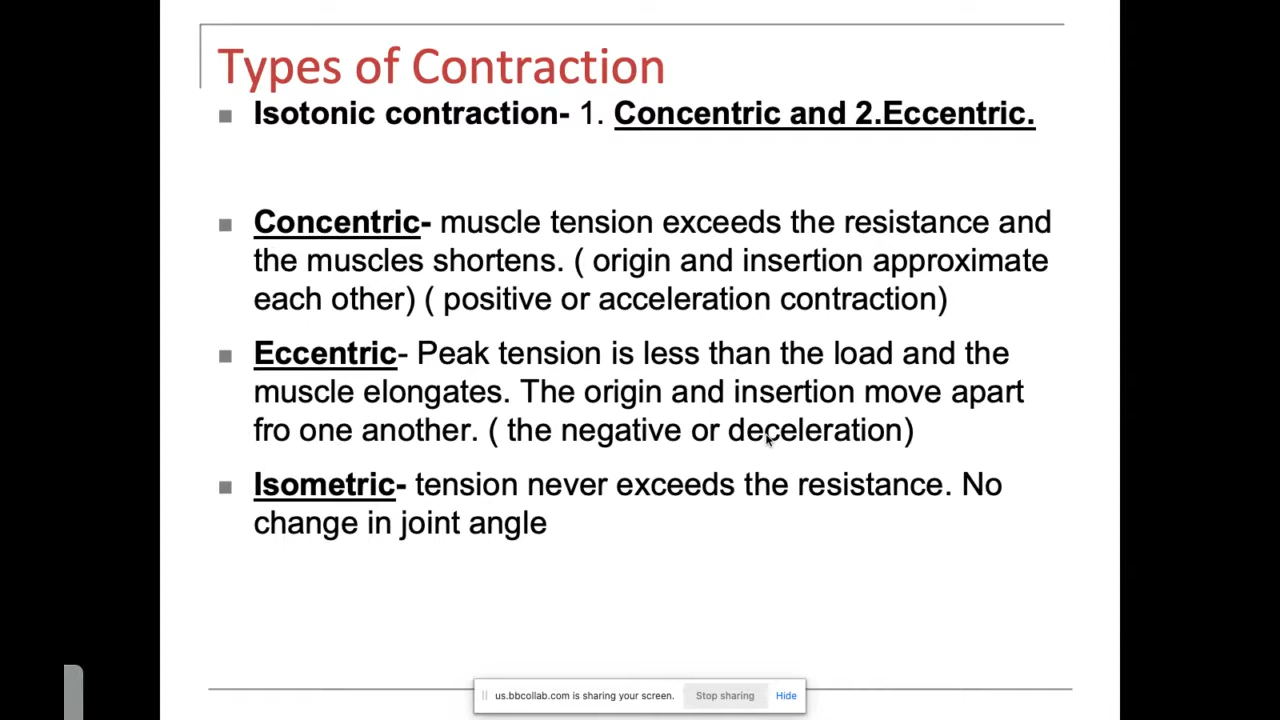 Types of Contraction
Isotonic contraction- 1. Concentric and 2.Eccentric.
Concentric- muscle tension exceeds the resistance and
the muscles shortens. ( origin and insertion approximate
each other) ( positive or acceleration contraction)
Eccentric- Peak tension is less than the load and the
muscle elongates. The origin and insertion move apart
fro one another. ( the negative or deceleration)
Isometric- tension never exceeds the resistance. No
change in joint angle
us.bbcollab.com is sharing your screen. Stop sharing Hide